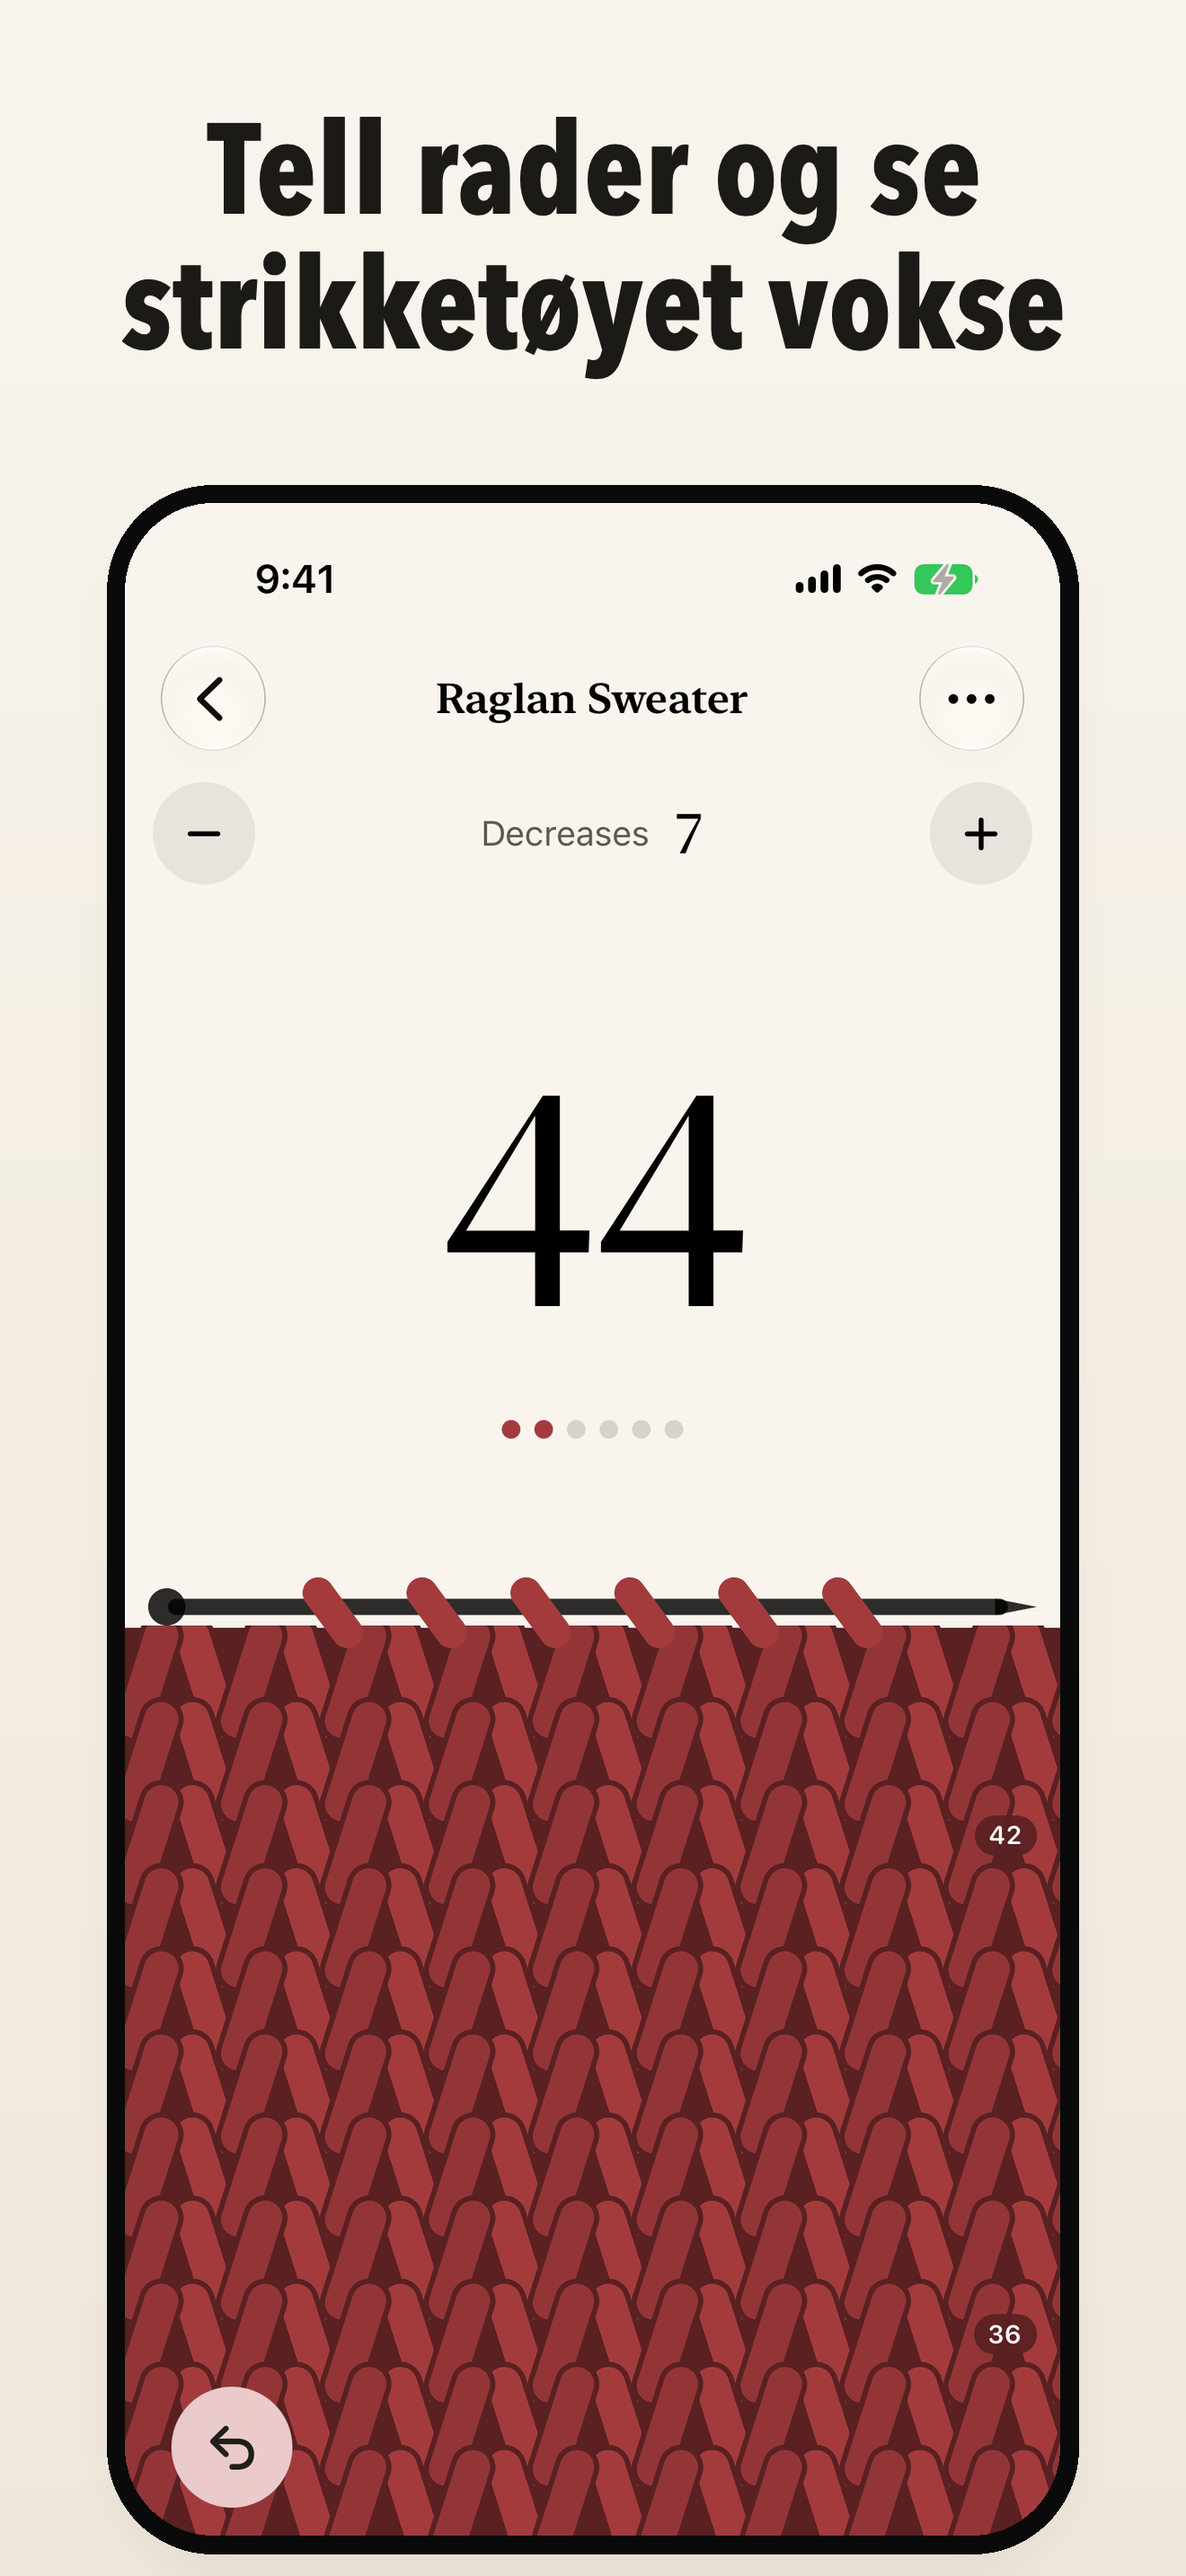 Tell rader og se
strikketøyet vokse
9:41
Raglan Sweater
Decreases 7
44
42
36